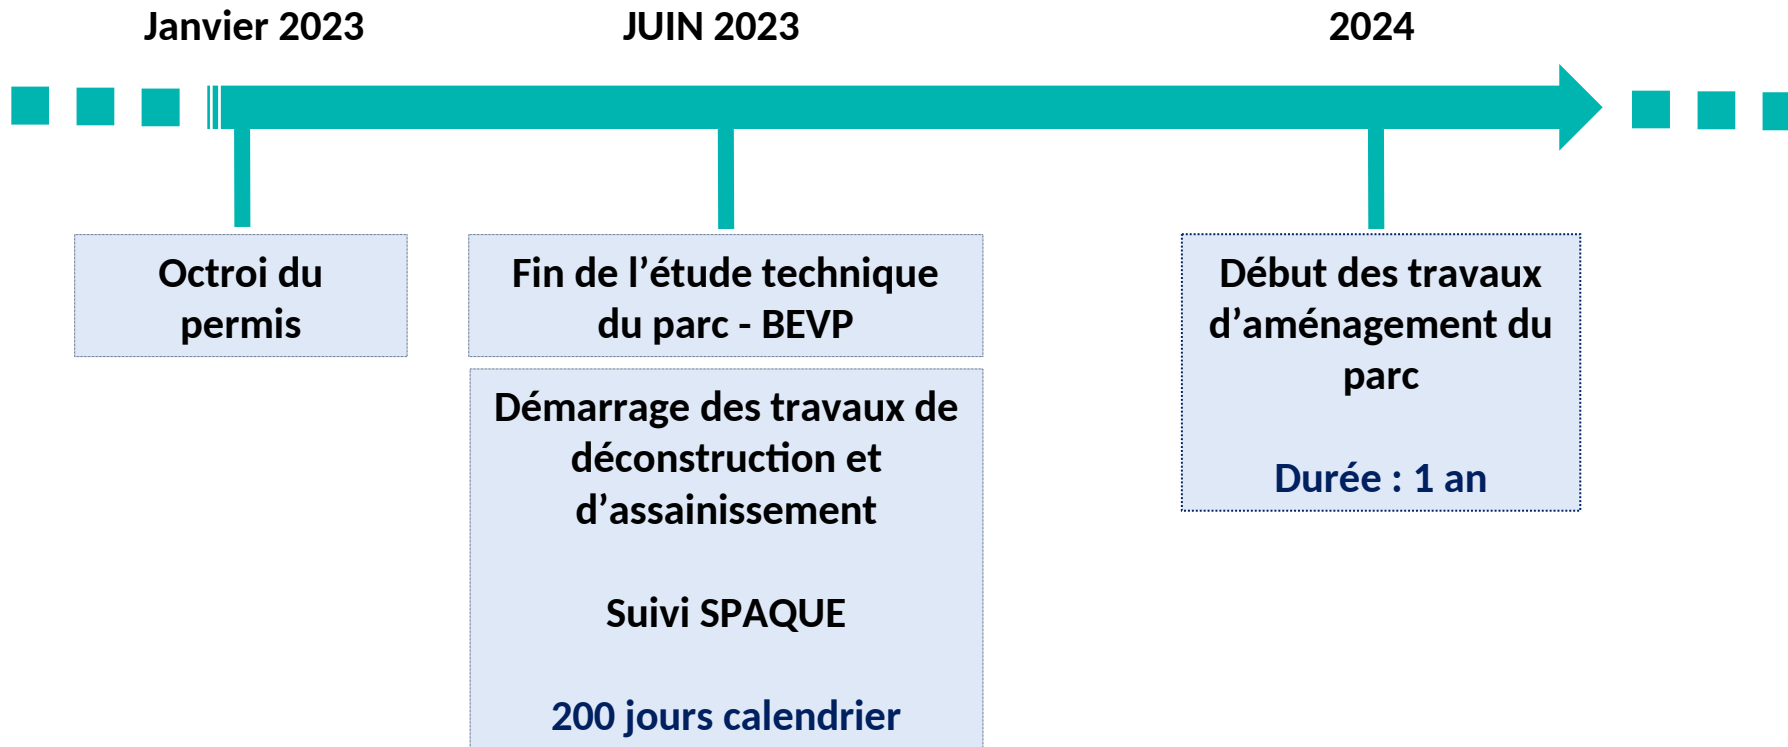 Janvier 2023
JUIN 2023
2024
Octroi du
permis
Fin de l’étude technique
du parc - BEVP
Démarrage des travaux de
déconstruction et
d’assainissement
Suivi SPAQUE
200 jours calendrier
Début des travaux
d’aménagement du
parc
Durée : 1 an